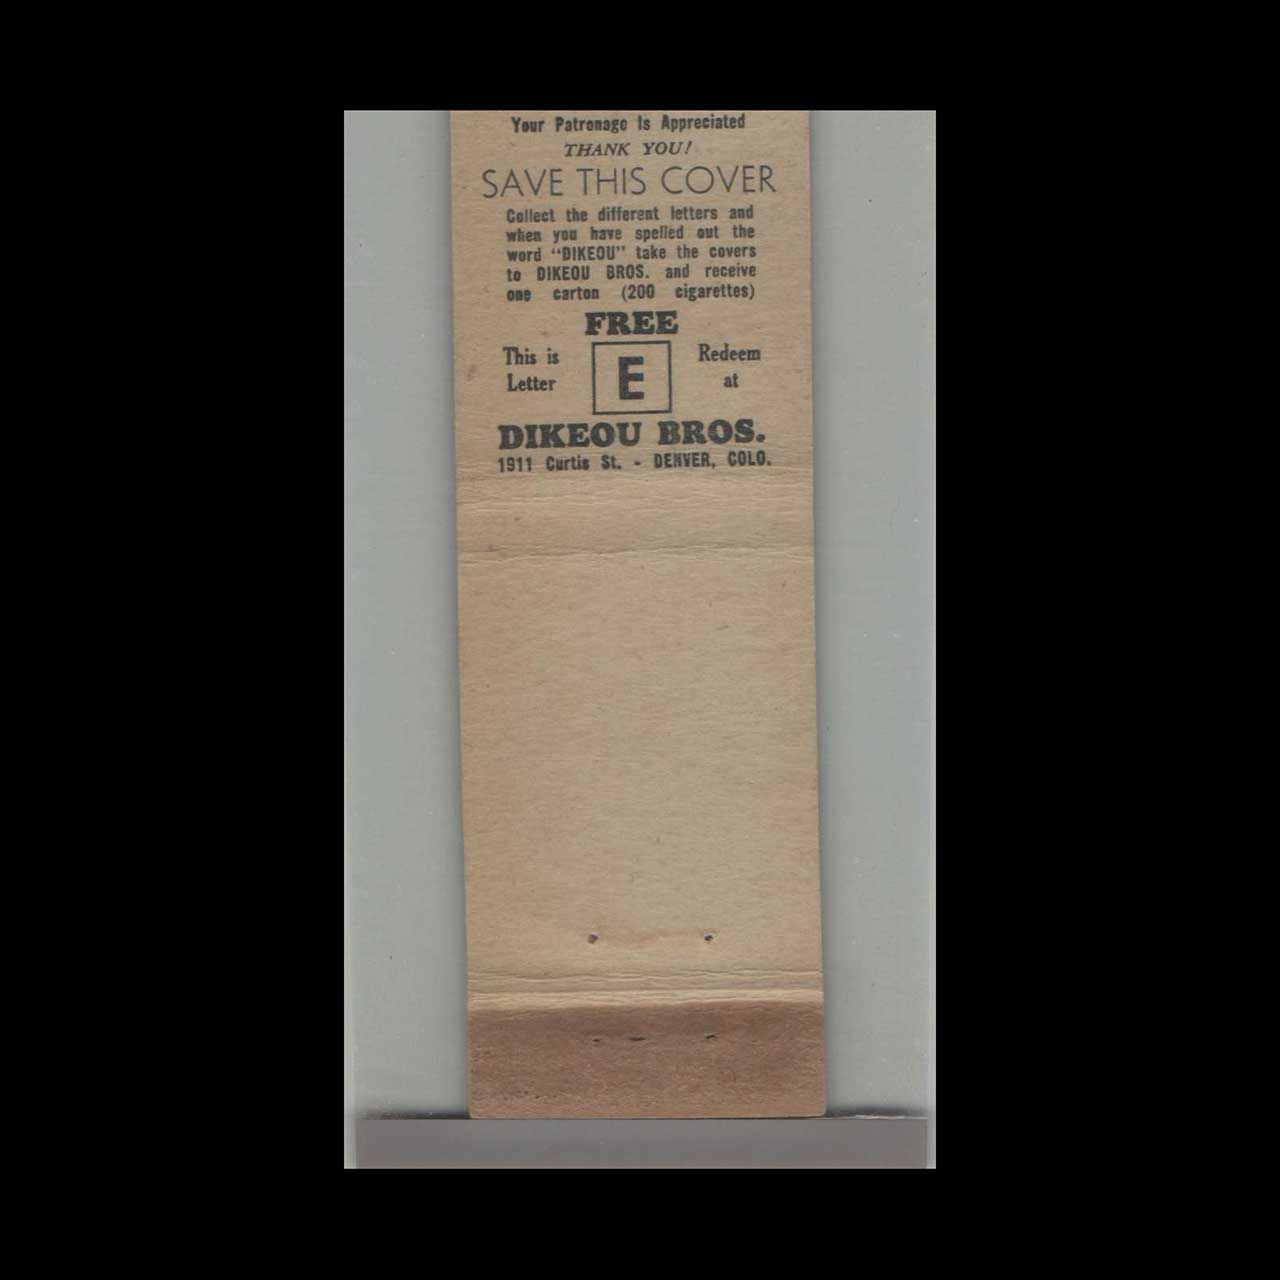 Your Patronage Is Appreciated
THANK YOU!
SAVE THIS COVER
Collect the different letters and
when you have spelled out the
word "DIKEOU" take the covers
to DIKEOU BROS. and receive
one carton (200 cigarettes)
FREE
This is
Letter
E
Redeem
at
DIKEOU BROS.
1911 Curtis St. - DENVER, COLO.